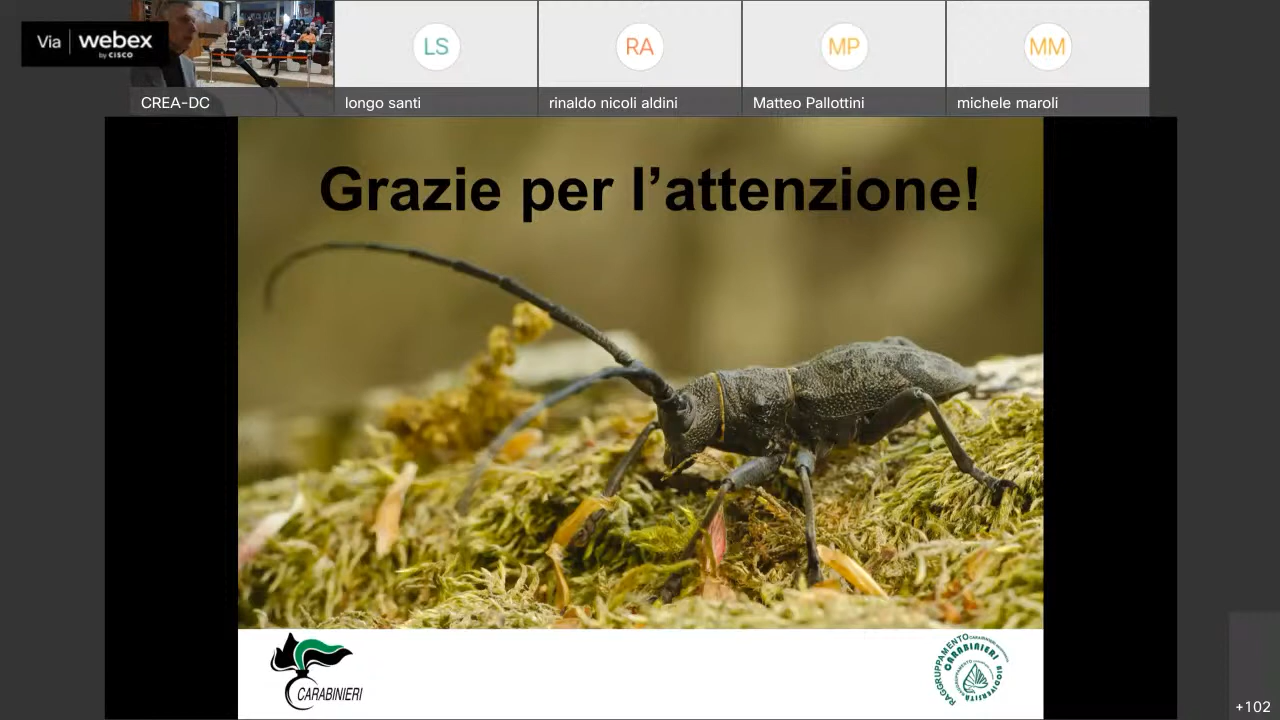 Via webex
by CISCO
LS
RA
MP
MM
CREA-DC
longo santi
rinaldo nicoli aldini
Matteo Pallottini
michele maroli
Grazie per l’attenzione!
CARABINIERI
RAGGRUPPAMENTO
CARABINIERI
BIODIVERSITÀ
+102